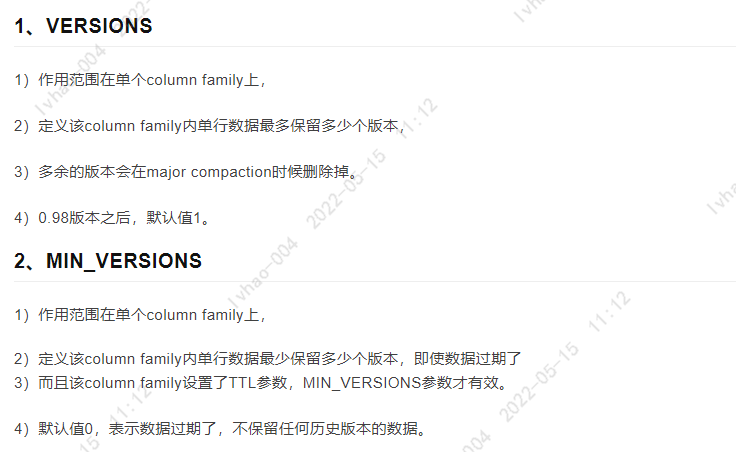 1、VERSIONS
1）作用范围在单个column family上，
2）定义该column family内单行数据最多保留多少个版本，
3）多余的版本会在major compaction时候删除掉。
4）0.98版本之后，默认值1。
2、MIN_VERSIONS
1）作用范围在单个column family上，
2）定义该column family内单行数据最少保留多少个版本，即使数据过期了
3）而且该column family设置了TTL参数，MIN_VERSIONS参数才有效。
4）默认值0，表示数据过期了，不保留任何历史版本的数据。
lvhao-004 2022-05-15 11:12